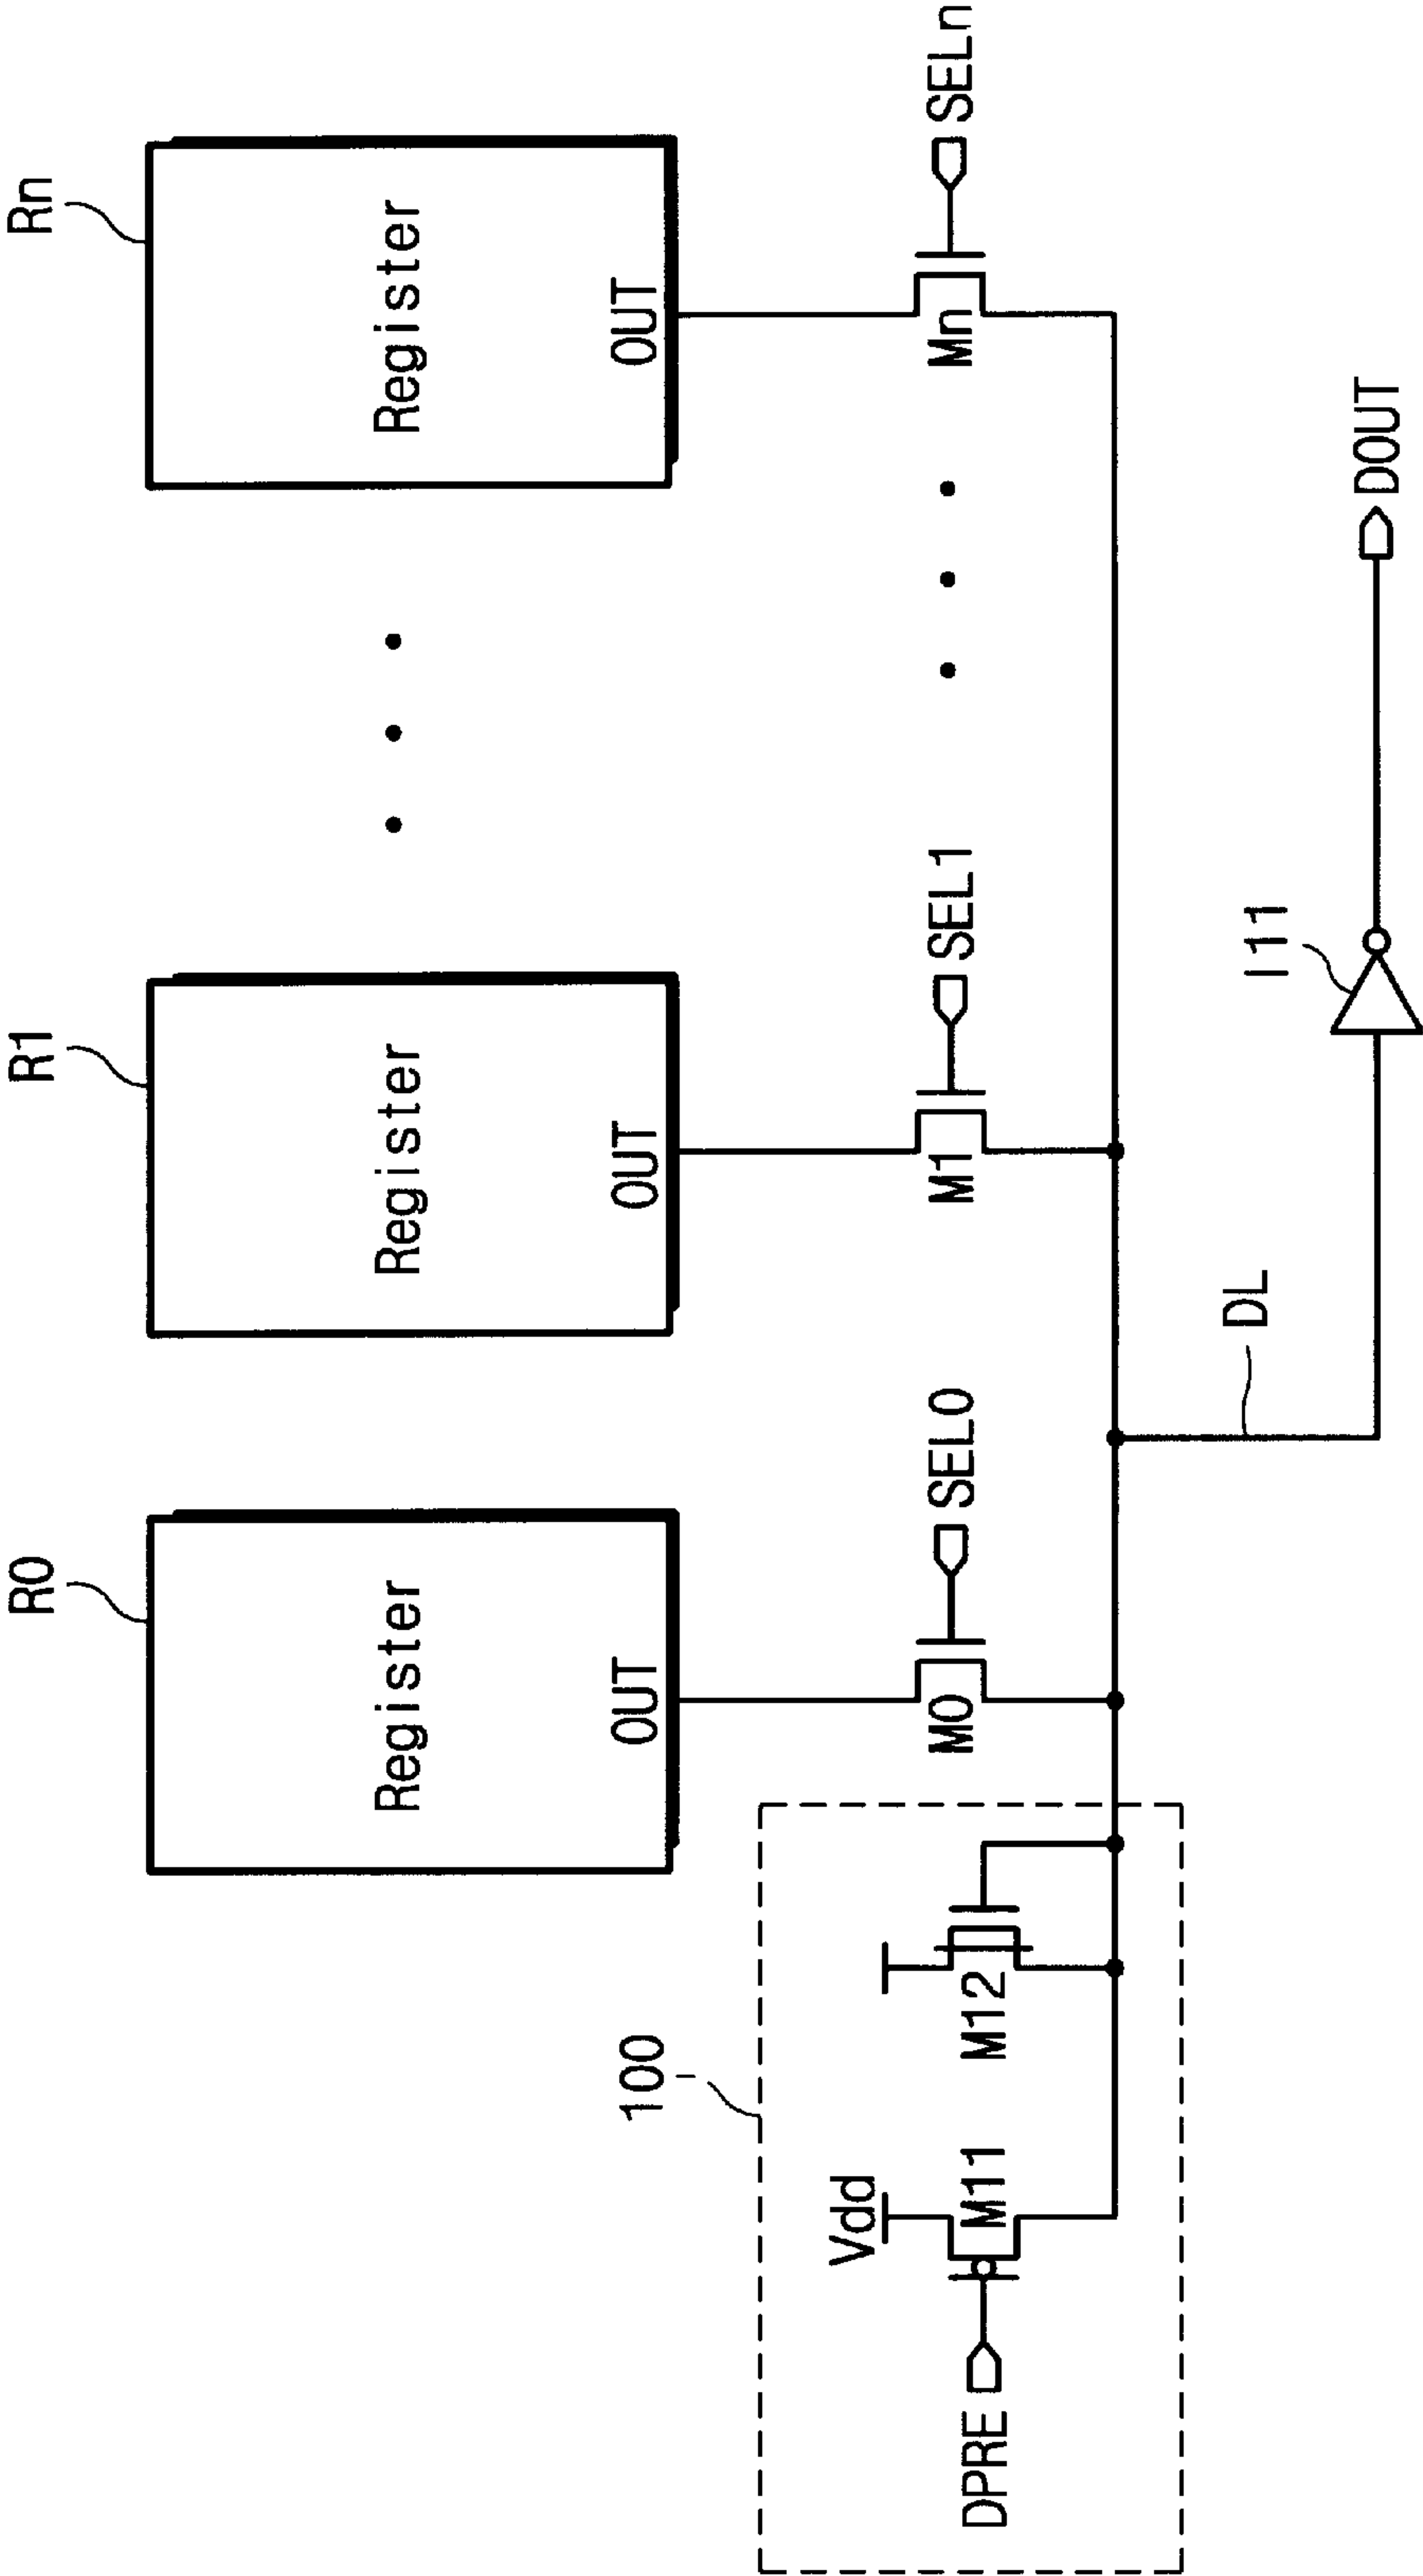 R0
R1
Rn
Register
Register
Register
OUT
OUT
OUT
100
Vdd
DPRE
M11
M12
M0
SEL0
M1
SEL1
Mn
SELn
DL
I11
DOUT